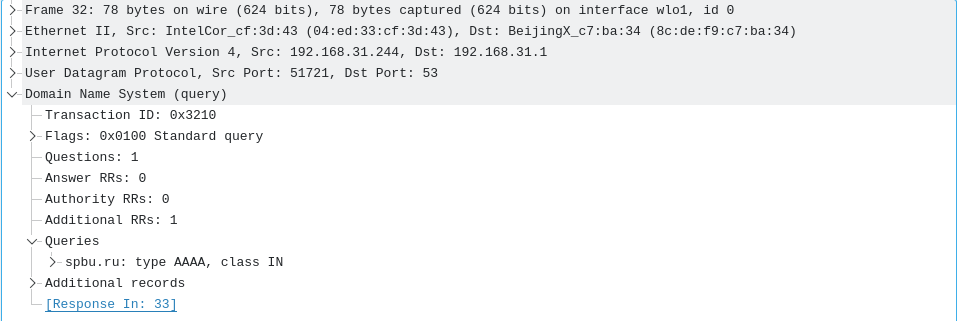 Frame 32: 78 bytes on wire (624 bits), 78 bytes captured (624 bits) on interface wlo1, id 0
Ethernet II, Src: IntelCor_cf:3d:43 (04:ed:33:cf:3d:43), Dst: BeijingX_c7:ba:34 (8c:de:f9:c7:ba:34)
Internet Protocol Version 4, Src: 192.168.31.244, Dst: 192.168.31.1
User Datagram Protocol, Src Port: 51721, Dst Port: 53
Domain Name System (query)
Transaction ID: 0x3210
Flags: 0x0100 Standard query
Questions: 1
Answer RRs: 0
Authority RRs: 0
Additional RRs: 1
Queries
spbu.ru: type AAAA, class IN
Additional records
[Response In: 33]